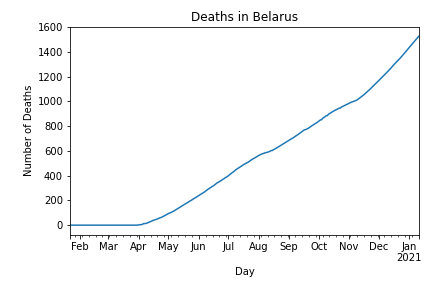 Deaths in Belarus
1600
1400
1200
1000
800
600
400
200
0
Number of Deaths
Feb Mar Apr May Jun Jul Aug Sep Oct Nov Dec Jan
2021
Day